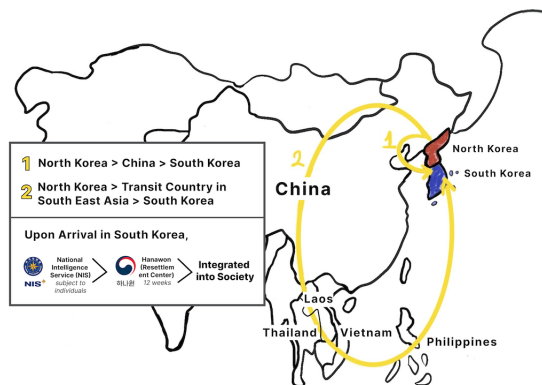 1 North Korea > China > South Korea
2 North Korea > Transit Country in
South East Asia > South Korea
Upon Arrival in South Korea,
NIS
National
Intelligence
Service (NIS)
subject to
individuals
하나원
Hanawon
(Resettlem
ent Center)
12 weeks
Integrated
into Society
2
1
North Korea
South Korea
China
Laos
Thailand
Vietnam
Philippines